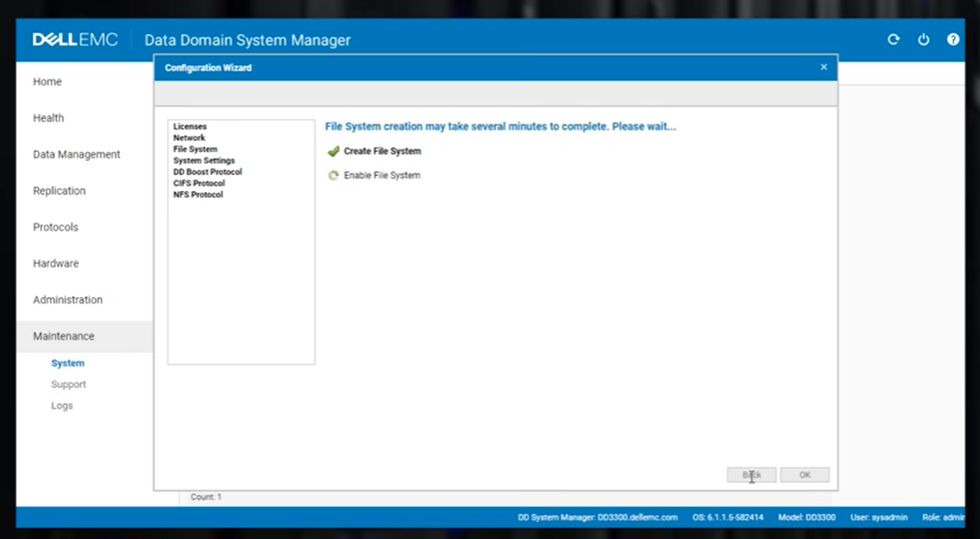 DELLEMC Data Domain System Manager
Configuration Wizard
Home
Health
Data Management
Replication
Protocols
Hardware
Administration
Maintenance
System
Support
Logs
Licenses
Network
File System
System Settings
DD Boost Protocol
CIFS Protocol
NFS Protocol
File System creation may take several minutes to complete. Please wait...
Create File System
Enable File System
Back OK
Count: 1
DD System Manager: DD3300.dellemc.com OS: 6.1.1.5-582414 Model: DD3300 User: sysadmin Role: admin